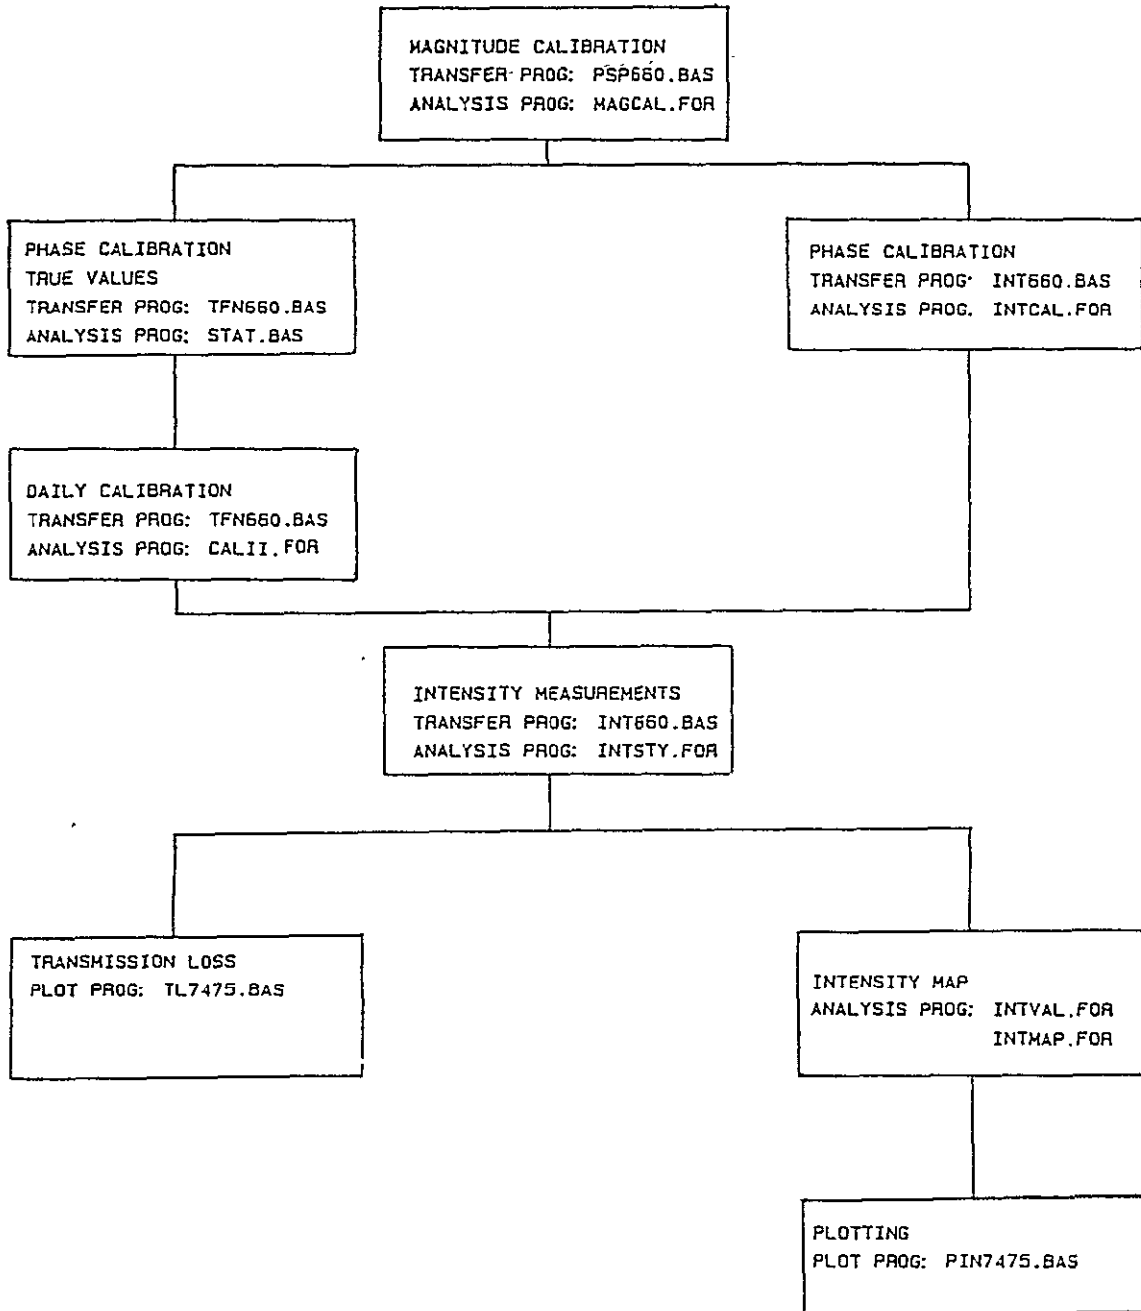 MAGNITUDE CALIBRATION
TRANSFER PROG: PSP660.BAS
ANALYSIS PROG: MAGCAL.FOR
PHASE CALIBRATION
TRUE VALUES
TRANSFER PROG: TFN660.BAS
ANALYSIS PROG: STAT.BAS
PHASE CALIBRATION
TRANSFER PROG: INT660.BAS
ANALYSIS PROG. INTCAL.FOR
DAILY CALIBRATION
TRANSFER PROG: TFN660.BAS
ANALYSIS PROG: CALII.FOR
INTENSITY MEASUREMENTS
TRANSFER PROG: INT660.BAS
ANALYSIS PROG: INTSTY.FOR
TRANSMISSION LOSS
PLOT PROG: TL7475.BAS
INTENSITY MAP
ANALYSIS PROG: INTVAL.FOR
INTMAP.FOR
PLOTTING
PLOT PROG: PIN7475.BAS